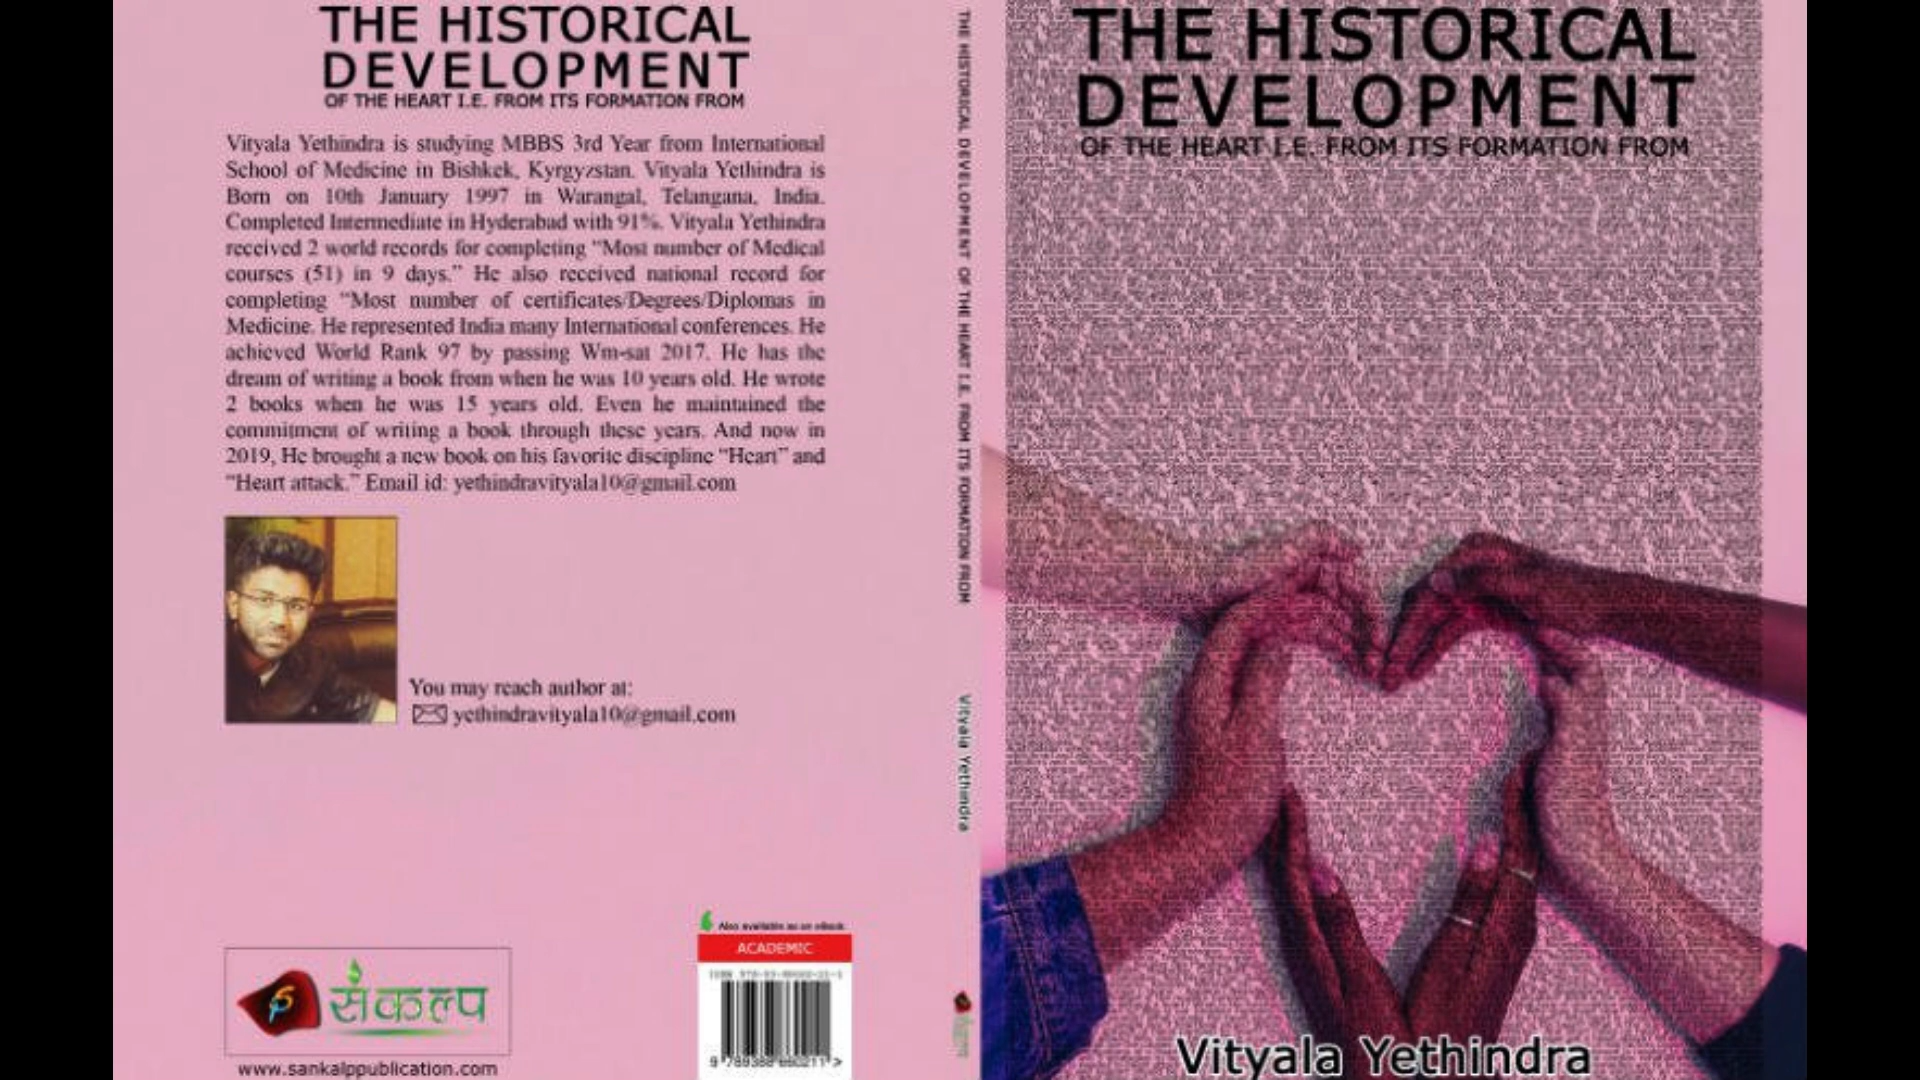 THE HISTORICAL
DEVELOPMENT
OF THE HEART I.E. FROM ITS FORMATION FROM
Vityala Yethindra is studying MBBS 3rd Year from International
School of Medicine in Bishkek, Kyrgyzstan. Vityala Yethindra is
Born on 10th January 1997 in Warangal, Telangana, India.
Completed Intermediate in Hyderabad with 91%. Vityala Yethindra
received 2 world records for completing “Most number of Medical
courses (51) in 9 days.” He also received national record for
completing “Most number of certificates/Degrees/Diplomas in
Medicine. He represented India many International conferences. He
achieved World Rank 97 by passing Wm-sat 2017. He has the
dream of writing a book from when he was 10 years old. He wrote
2 books when he was 15 years old. Even he maintained the
commitment of writing a book through these years. And now in
2019, He brought a new book on his favorite discipline “Heart” and
“Heart attack.” Email id: yethindravityala10@gmail.com
You may reach author at:
yethindravityala10@gmail.com
Also available as an eBook
ACADEMIC
ISBN
संकल्प
www.sankalppublication.com
THE HISTORICAL DEVELOPMENT OF THE HEART I.E. FROM ITS FORMATION FROM
Vityala Yethindra
THE HISTORICAL
DEVELOPMENT
OF THE HEART I.E. FROM ITS FORMATION FROM
Vityala Yethindra